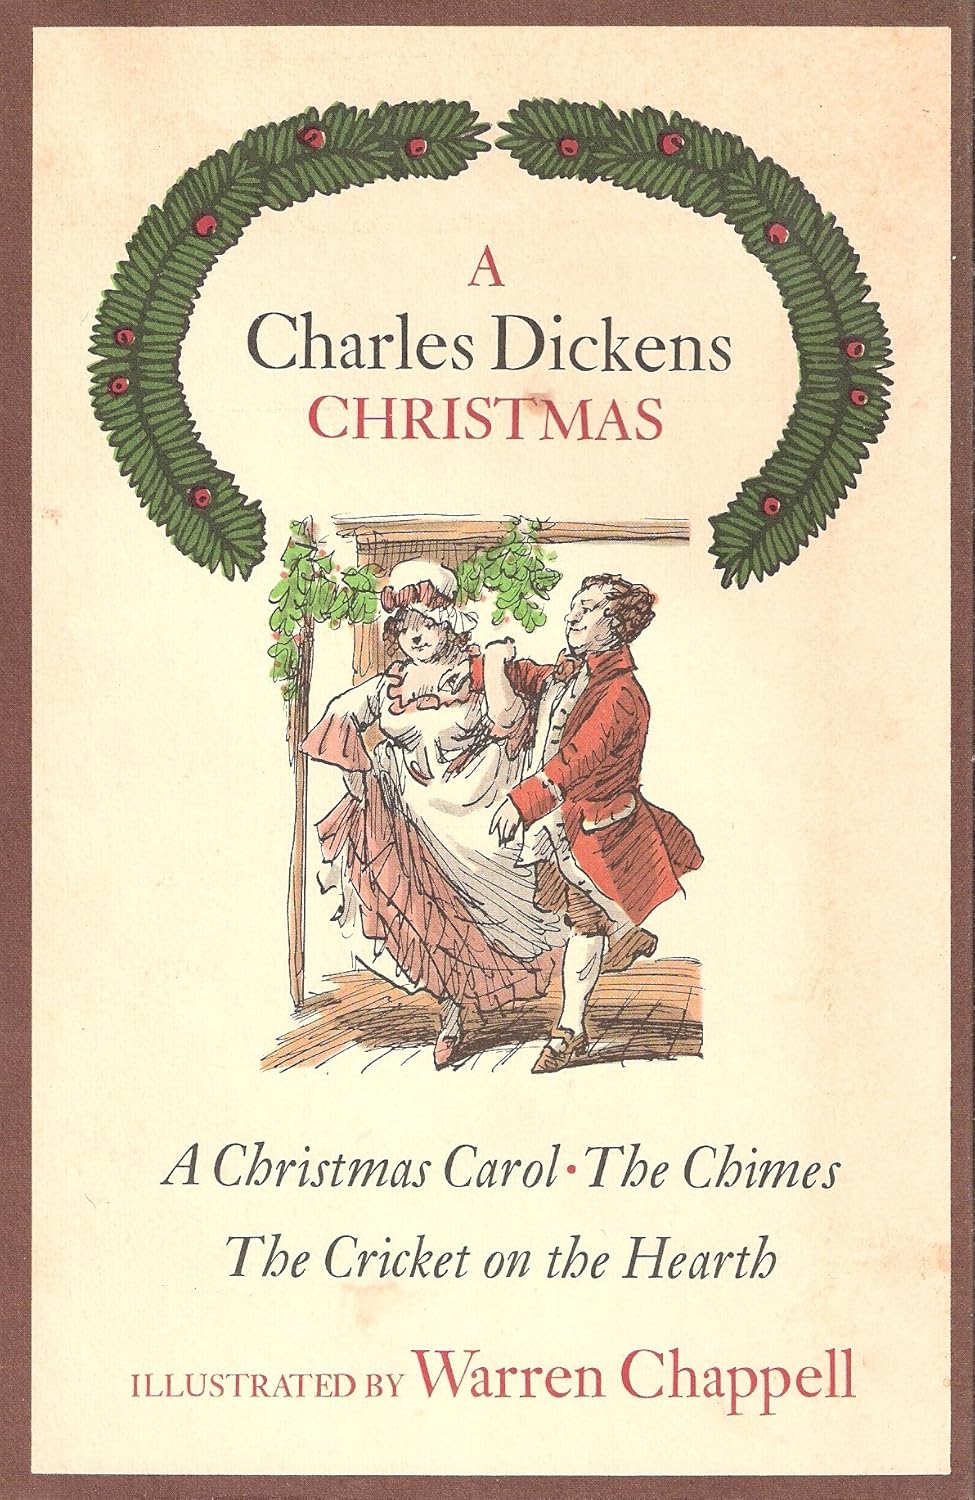 A
Charles Dickens
CHRISTMAS
A Christmas Carol • The Chimes
The Cricket on the Hearth
ILLUSTRATED BY Warren Chappell